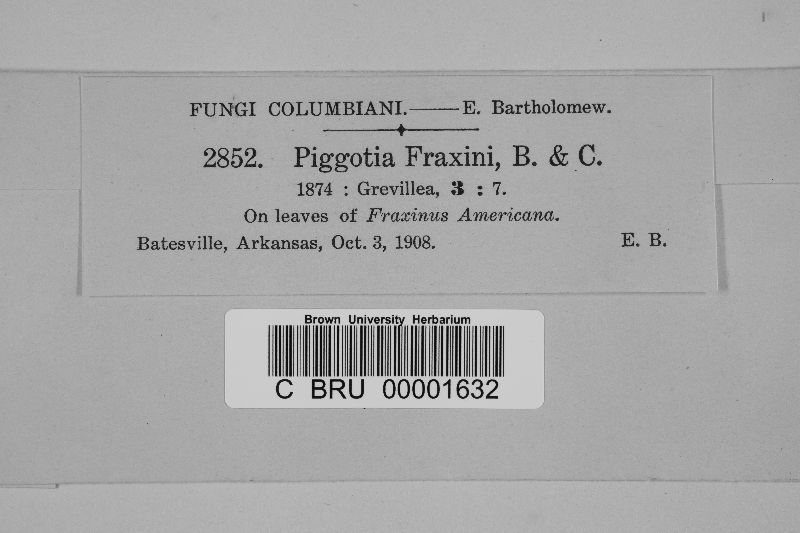 FUNGI COLUMBIANI.——E. Bartholomew.
2852. Piggotia Fraxini, B. & C.
1874 : Grevillea, 3 : 7.
On leaves of Fraxinus Americana.
Batesville, Arkansas, Oct. 3, 1908. E. B.
Brown University Herbarium
C BRU 00001632